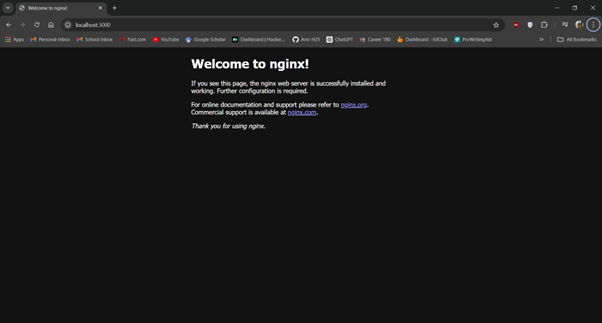 Welcome to nginx!
localhost:3000
Apps Personal-inbox School-Inbox Fast.com YouTube Google Scholar Dashboard | Hacker... Amr-HZS ChatGPT Career 180 Dashboard - EdClub ProWritingAid » All Bookmarks
Welcome to nginx!
If you see this page, the nginx web server is successfully installed and
working. Further configuration is required.
For online documentation and support please refer to nginx.org.
Commercial support is available at nginx.com.
Thank you for using nginx.